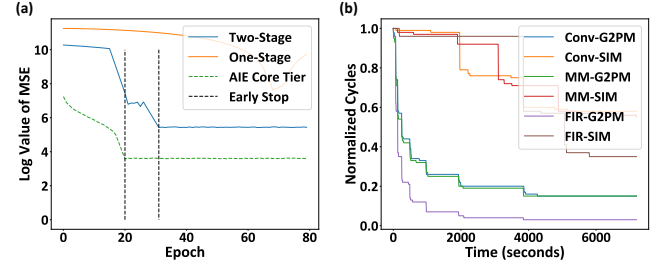 (a)
Log Value of MSE
10
8
6
4
2
0
0
20
40
60
80
Epoch
Two-Stage
One-Stage
AIE Core Tier
Early Stop
(b)
Normalized Cycles
1.0
0.8
0.6
0.4
0.2
0.0
0
2000
4000
6000
Time (seconds)
Conv-G2PM
Conv-SIM
MM-G2PM
MM-SIM
FIR-G2PM
FIR-SIM